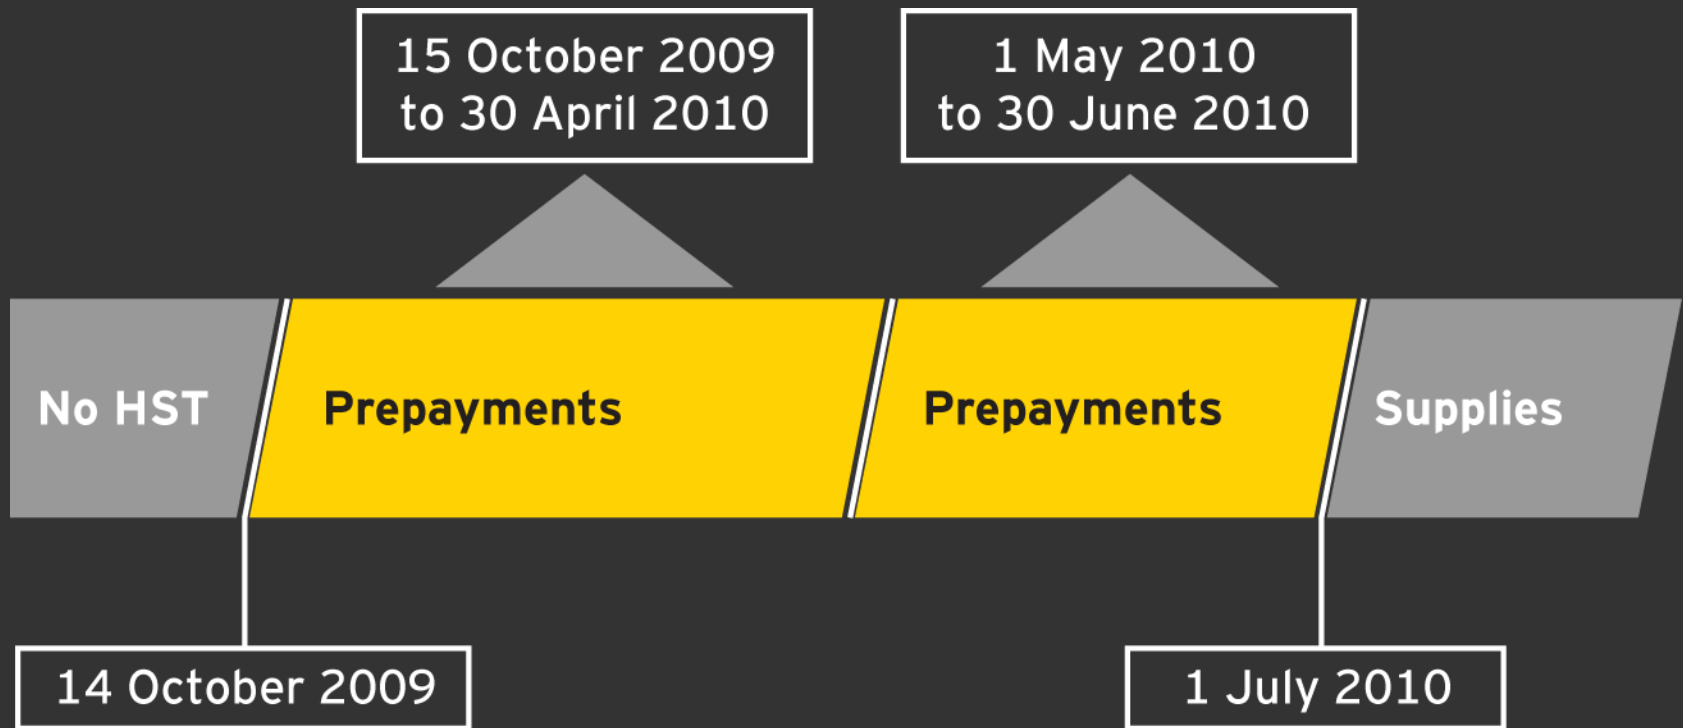 15 October 2009
to 30 April 2010
1 May 2010
to 30 June 2010
No HST
Prepayments
Prepayments
Supplies
14 October 2009
1 July 2010